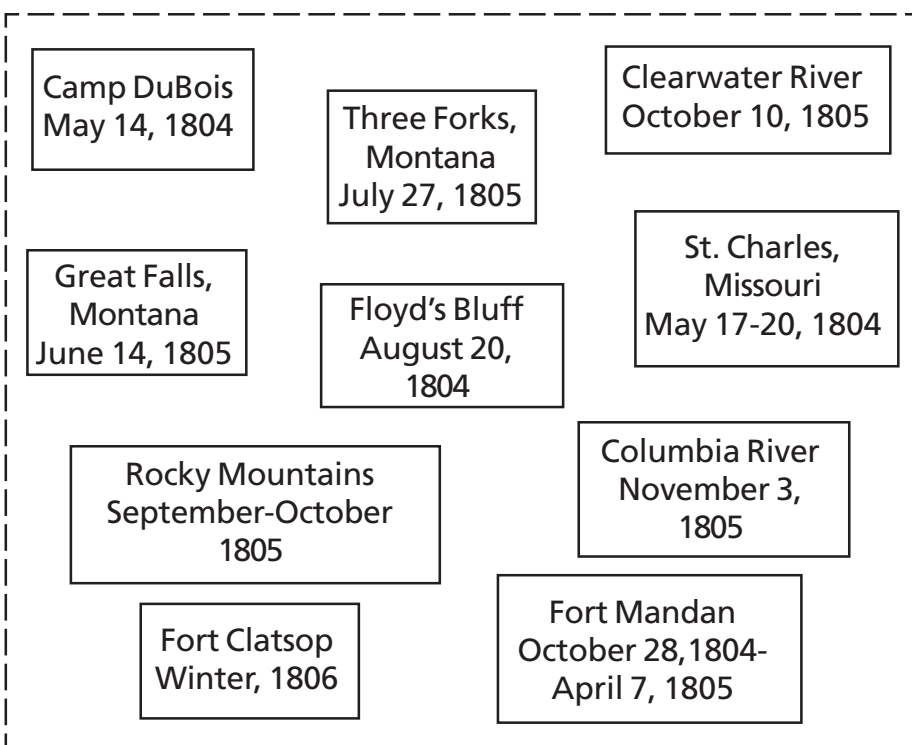 Camp DuBois
May 14, 1804
Three Forks,
Montana
July 27, 1805
Clearwater River
October 10, 1805
Great Falls,
Montana
June 14, 1805
Floyd's Bluff
August 20,
1804
St. Charles,
Missouri
May 17-20, 1804
Rocky Mountains
September-October
1805
Columbia River
November 3,
1805
Fort Clatsop
Winter, 1806
Fort Mandan
October 28,1804-
April 7, 1805